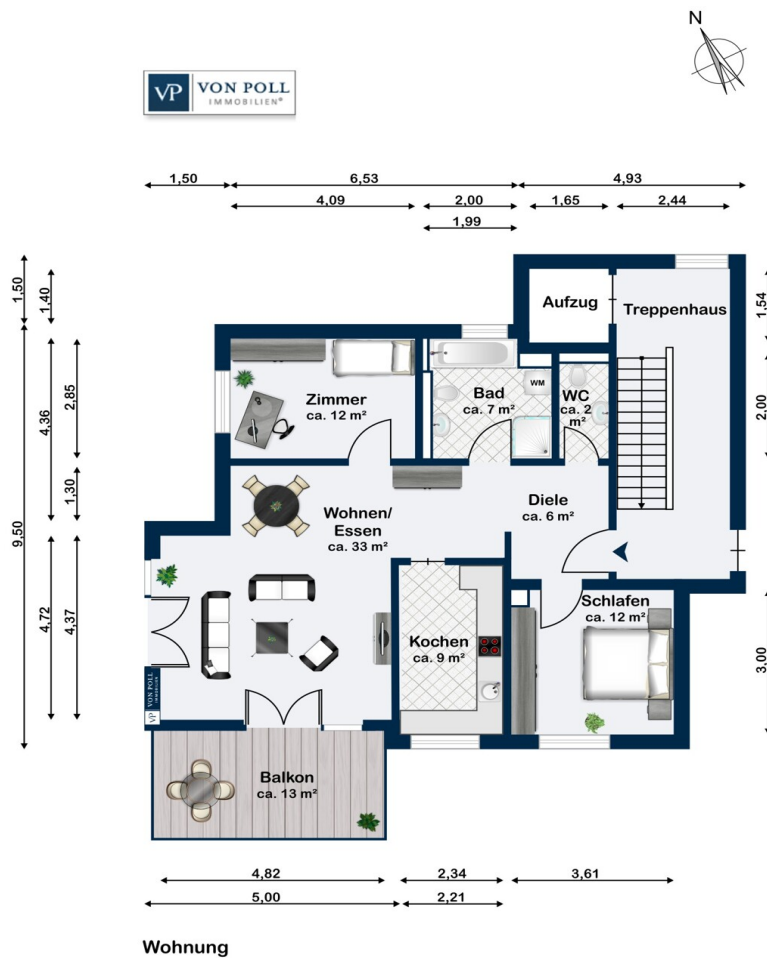 N
VP VON POLL
IMMOBILIEN®
1,50 6,53 4,93
4,09 2,00 1,65 2,44
1,99
1,50
1,40
9,50
4,36
2,85
1,30
4,72
4,37
1,54
2,00
3,00
Aufzug
Treppenhaus
Zimmer
ca. 12 m²
Bad
ca. 7 m²
WM
WC
ca. 2
m²
Wohnen/
Essen
ca. 33 m²
Diele
ca. 6 m²
Kochen
ca. 9 m²
Schlafen
ca. 12 m²
VP VON POLL
IMMOBILIEN
Balkon
ca. 13 m²
4,82 2,34 3,61
5,00 2,21
Wohnung